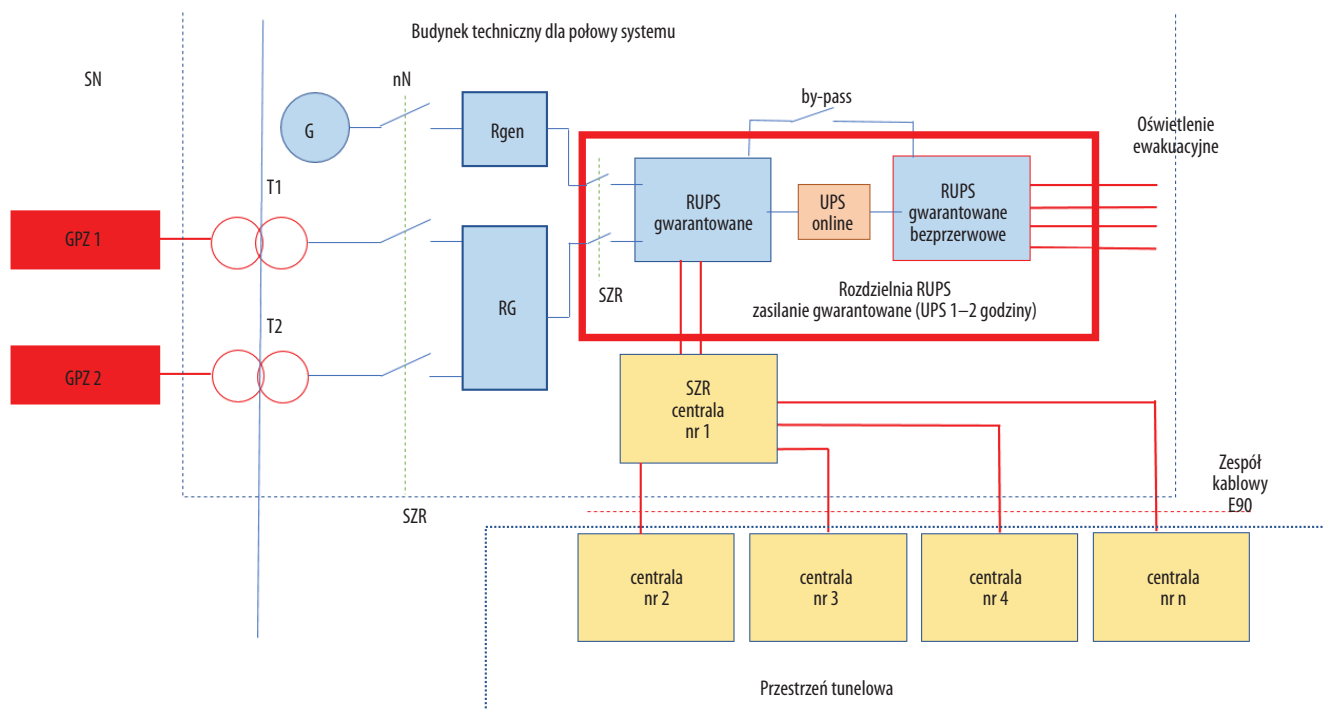 Budynek techniczny dla połowy systemu
SN
nN
by-pass
Oświetlenie
ewakuacyjne
G
Rgen
T1
RUPS
gwarantowane
UPS
online
RUPS
gwarantowane
bezprzerwowe
GPZ 1
RG
SZR
Rozdzielnia RUPS
zasilanie gwarantowane (UPS 1–2 godziny)
T2
GPZ 2
SZR
centrala
nr 1
SZR
Zespół
kablowy
E90
centrala
nr 2
centrala
nr 3
centrala
nr 4
centrala
nr n
Przestrzeń tunelowa